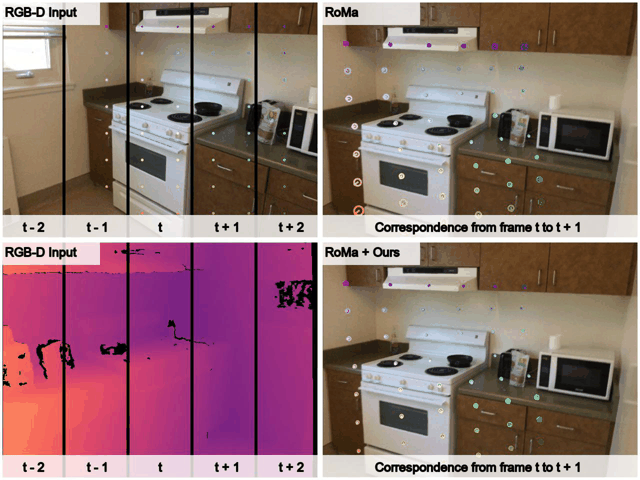 RGB-D Input
RoMa
t - 2
t - 1
t
t + 1
t + 2
Correspondence from frame t to t + 1
RGB-D Input
RoMa + Ours
t - 2
t - 1
t
t + 1
t + 2
Correspondence from frame t to t + 1